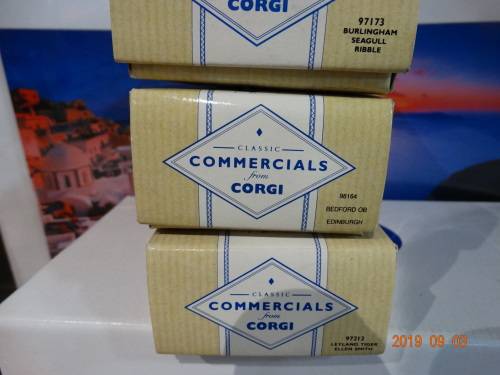 CORGI
97173
BURLINGHAM
SEAGULL
RIBBLE
CLASSIC
COMMERCIALS
from
CORGI
98164
BEDFORD OB
EDINBURGH
CLASSIC
COMMERCIALS
from
CORGI
97212
LEYLAND TIGER
ELLEN SMITH
2019 09 03